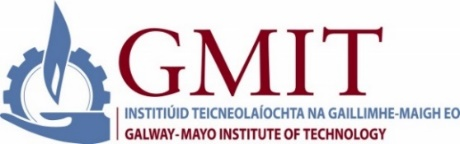 GMIT
INSTITIÚID TEICNEOLAÍOCHTA NA GAILLIMHE-MAIGH EO
GALWAY-MAYO INSTITUTE OF TECHNOLOGY